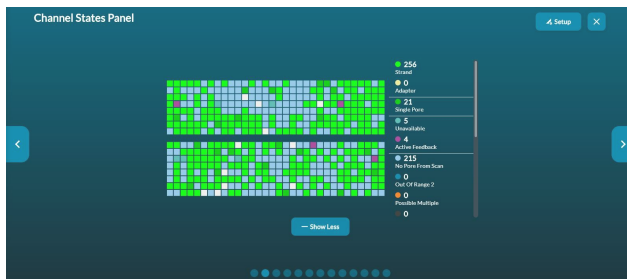 Channel States Panel
Setup
256
Strand
0
Adapter
21
Single Pore
5
Unavailable
4
Active Feedback
215
No Pore From Scan
0
Out Of Range 2
0
Possible Multiple
0
Show Less